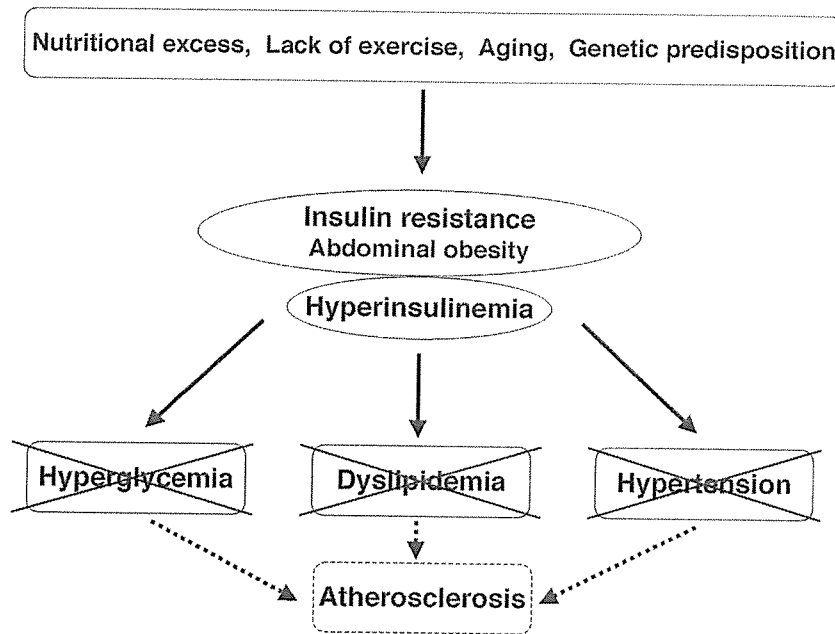 Nutritional excess, Lack of exercise, Aging, Genetic predisposition
Insulin resistance
Abdominal obesity
Hyperinsulinemia
Hyperglycemia
Dyslipidemia
Hypertension
Atherosclerosis